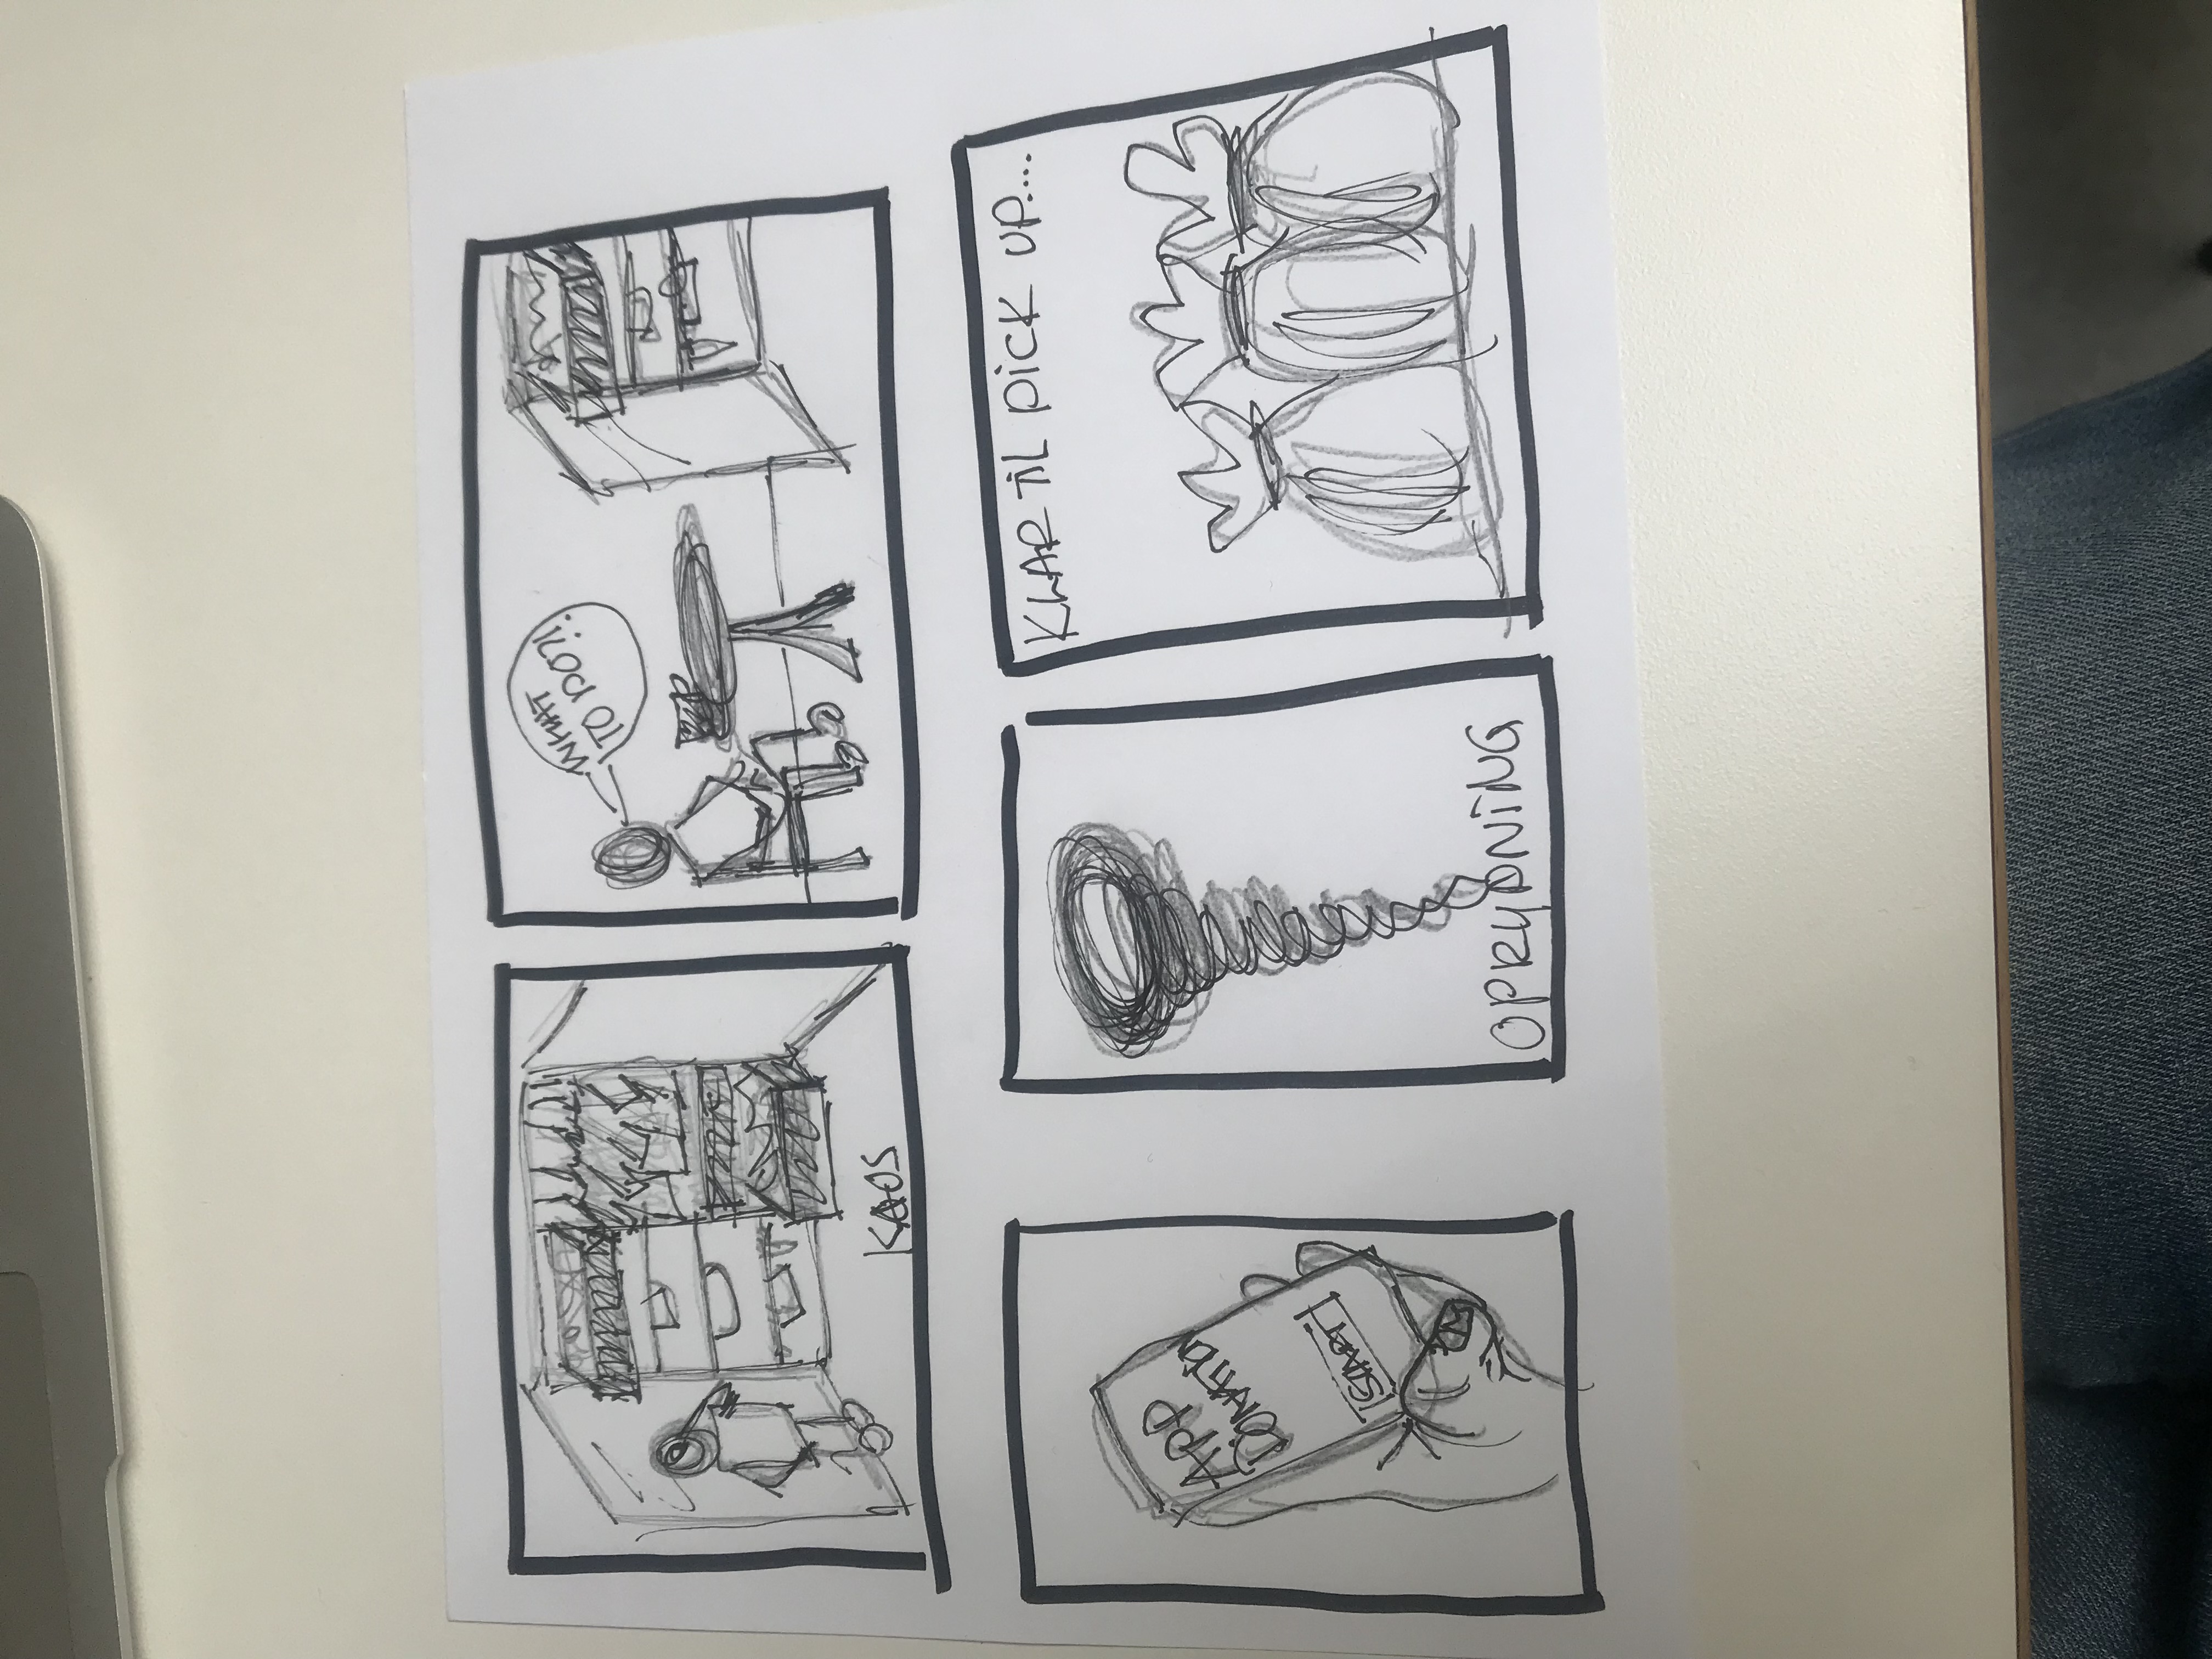 KAOS
WHAT
TO DO?!
APP
DONATION
START
OPRYDNING
KLAR TIL PICK UP....